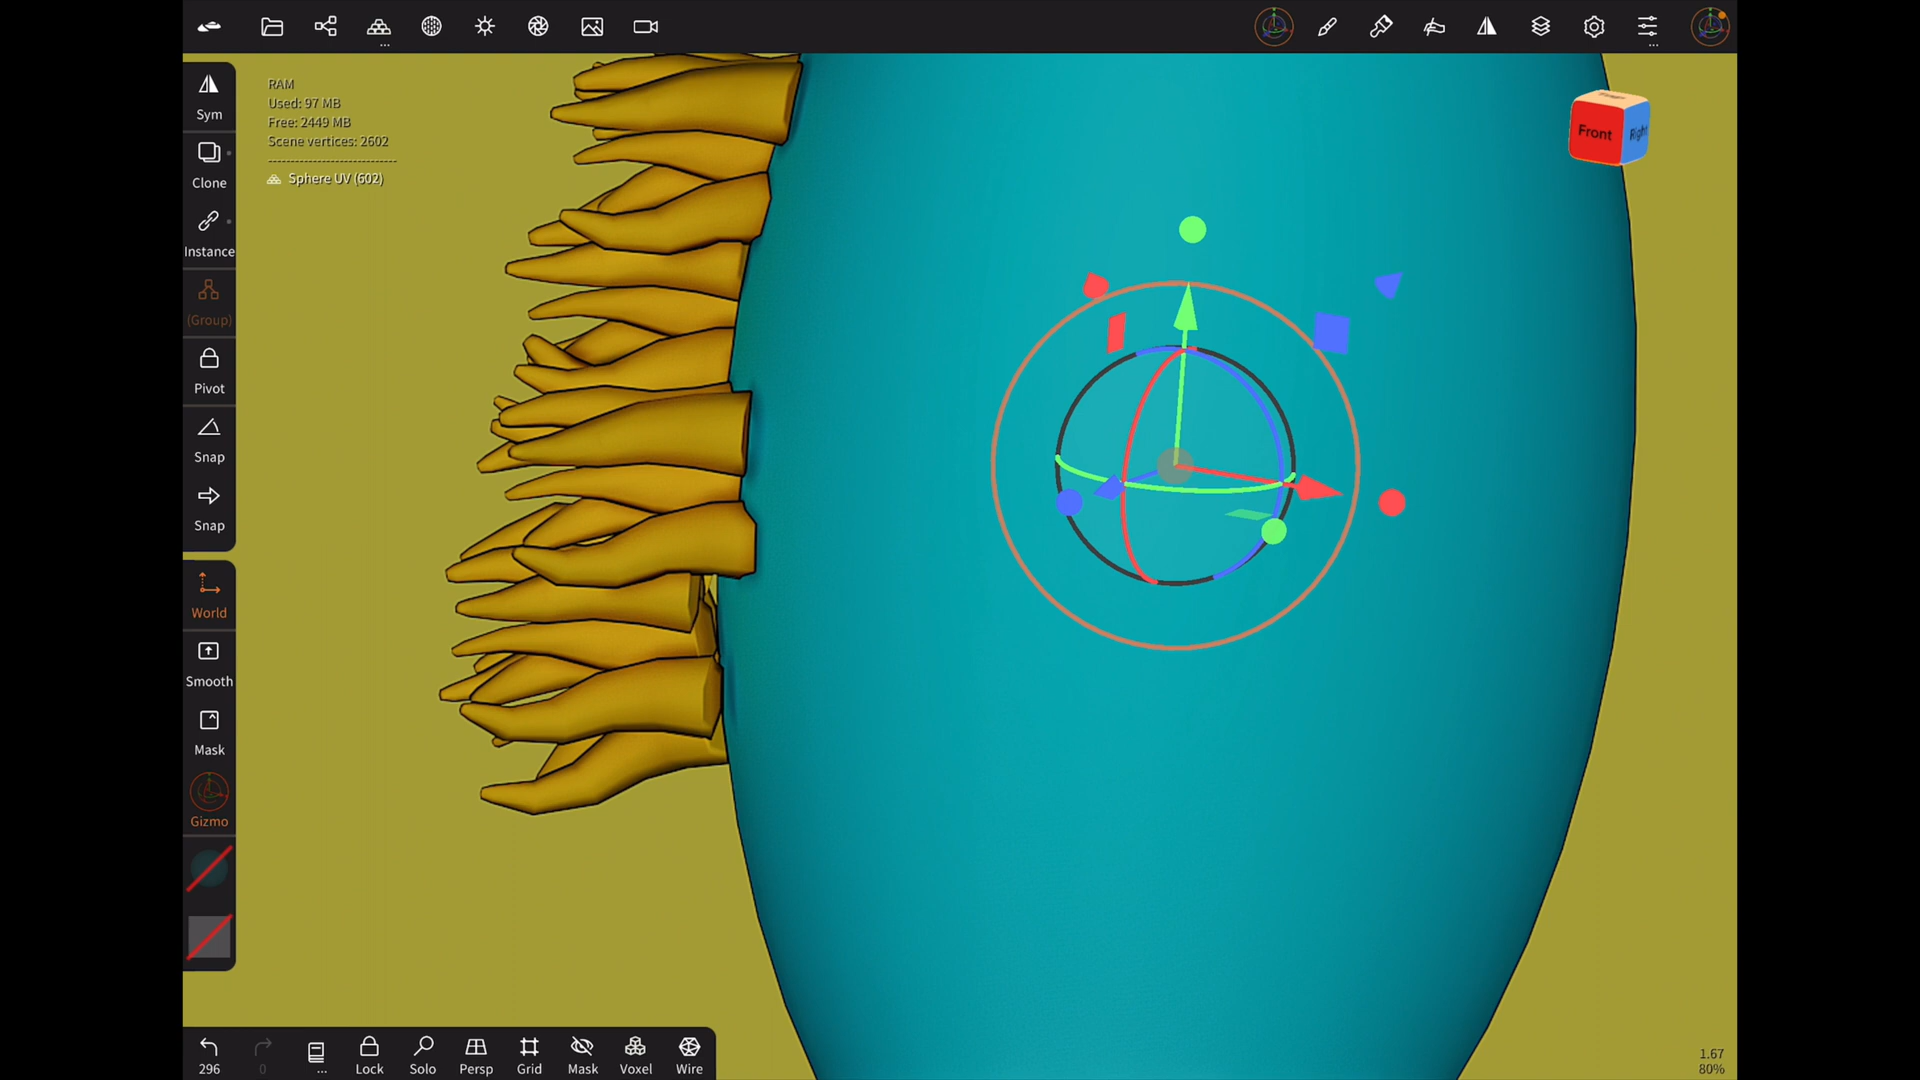 RAM
Used: 97 MB
Free: 2449 MB
Scene vertices: 2602
-----------------------------
Sphere UV (602)
Sym
Clone
Instance
(Group)
Pivot
Snap
Snap
World
Smooth
Mask
Gizmo
Front
Right
296
0
...
Lock
Solo
Persp
Grid
Mask
Voxel
Wire
1.67
80%